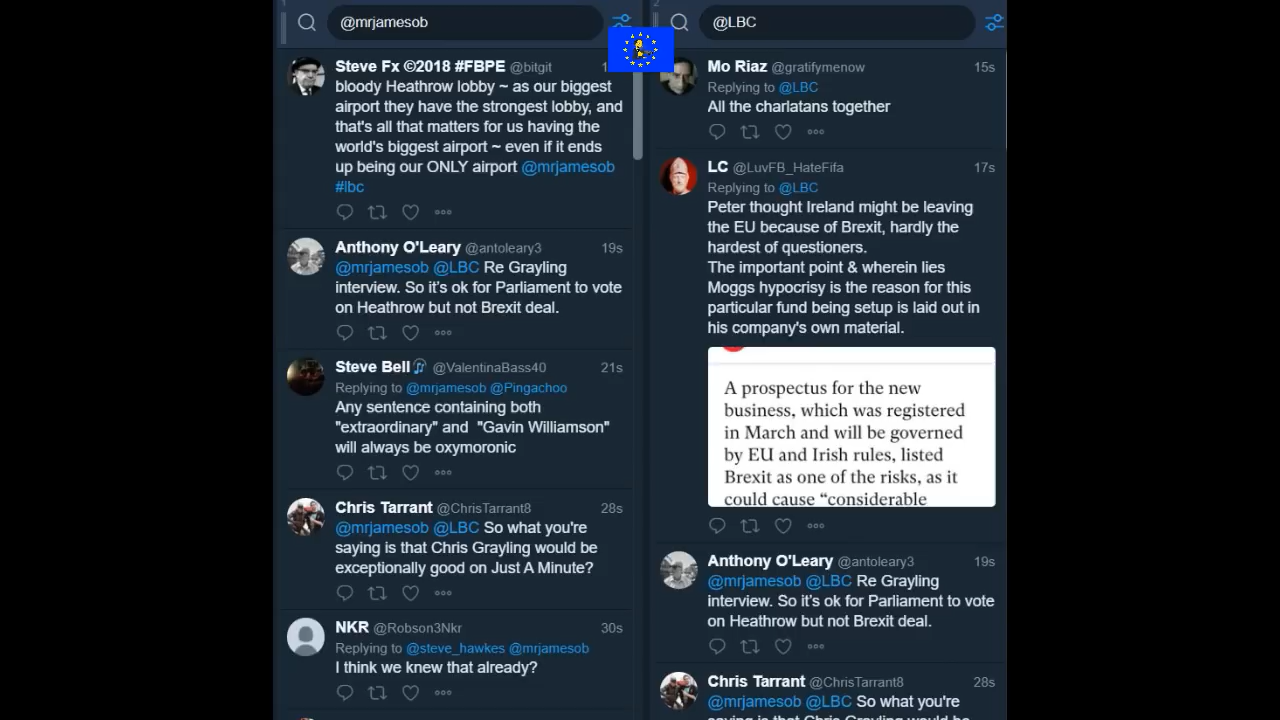 @mrjamesob
Steve Fx ©2018 #FBPE @bitgit
bloody Heathrow lobby ~ as our biggest
airport they have the strongest lobby, and
that's all that matters for us having the
world's biggest airport ~ even if it ends
up being our ONLY airport @mrjamesob
#lbc
Anthony O'Leary @antoleary3 19s
@mrjamesob @LBC Re Grayling
interview. So it's ok for Parliament to vote
on Heathrow but not Brexit deal.
Steve Bell @ValentinaBass40 21s
Replying to @mrjamesob @Pingachoo
Any sentence containing both
"extraordinary" and "Gavin Williamson"
will always be oxymoronic
Chris Tarrant @ChrisTarrant8 28s
@mrjamesob @LBC So what you're
saying is that Chris Grayling would be
exceptionally good on Just A Minute?
NKR @Robson3Nkr 30s
Replying to @steve_hawkes @mrjamesob
I think we knew that already?
2
@LBC
Mo Riaz @gratifymenow 15s
Replying to @LBC
All the charlatans together
LC @LuvFB_HateFifa 17s
Replying to @LBC
Peter thought Ireland might be leaving
the EU because of Brexit, hardly the
hardest of questioners.
The important point & wherein lies
Moggs hypocrisy is the reason for this
particular fund being setup is laid out in
his company's own material.
A prospectus for the new
business, which was registered
in March and will be governed
by EU and Irish rules, listed
Brexit as one of the risks, as it
could cause “considerable
Anthony O'Leary @antoleary3 19s
@mrjamesob @LBC Re Grayling
interview. So it's ok for Parliament to vote
on Heathrow but not Brexit deal.
Chris Tarrant @ChrisTarrant8 28s
@mrjamesob @LBC So what you're
saying is that Chris Grayling would be